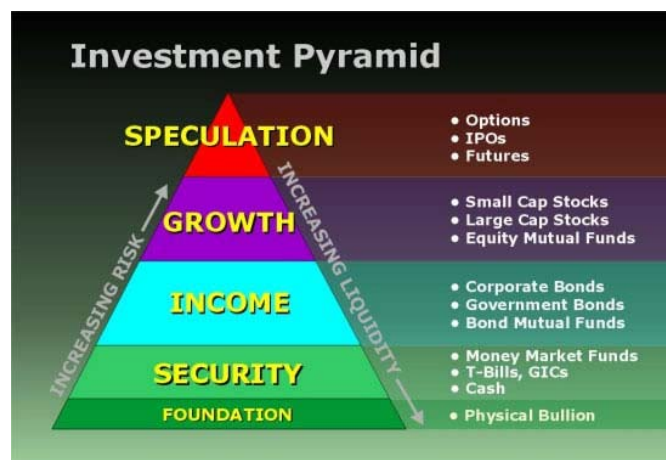 Investment Pyramid
SPECULATION
• Options
• IPOs
• Futures
GROWTH
• Small Cap Stocks
• Large Cap Stocks
• Equity Mutual Funds
INCOME
• Corporate Bonds
• Government Bonds
• Bond Mutual Funds
SECURITY
• Money Market Funds
• T-Bills, GICs
• Cash
FOUNDATION
• Physical Bullion
INCREASING RISK
INCREASING LIQUIDITY